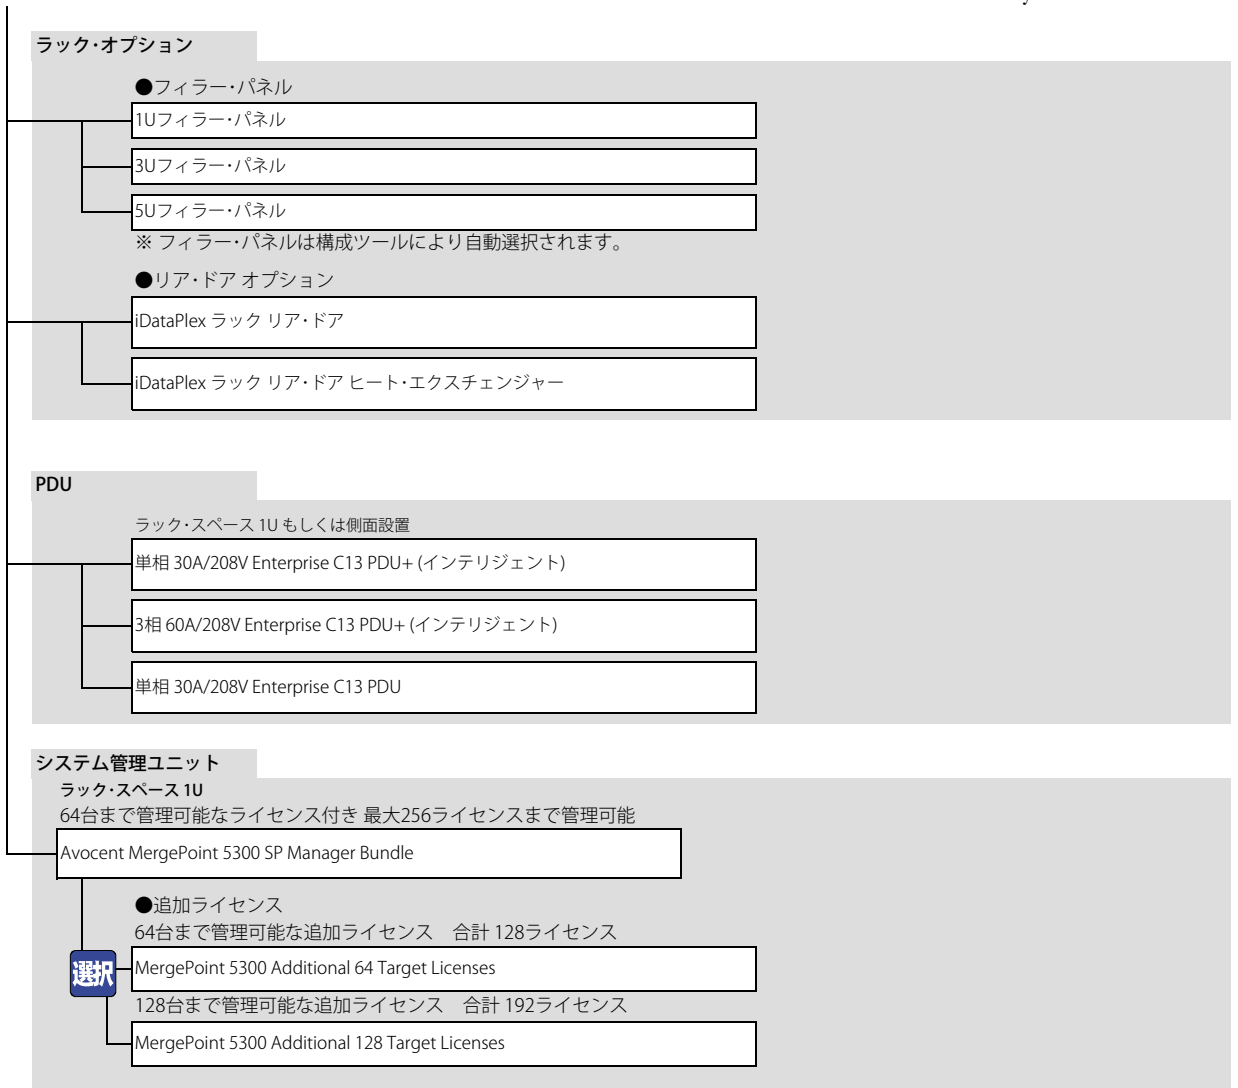 ラック・オプション
●フィラー・パネル
1Uフィラー・パネル
3Uフィラー・パネル
5Uフィラー・パネル
※ フィラー・パネルは構成ツールにより自動選択されます。
●リア・ドア オプション
iDataPlex ラック リア・ドア
iDataPlex ラック リア・ドア ヒート・エクスチェンジャー
PDU
ラック・スペース 1U もしくは側面設置
単相 30A/208V Enterprise C13 PDU+ (インテリジェント)
3相 60A/208V Enterprise C13 PDU+ (インテリジェント)
単相 30A/208V Enterprise C13 PDU
システム管理ユニット
ラック・スペース 1U
64台まで管理可能なライセンス付き 最大256ライセンスまで管理可能
Avocent MergePoint 5300 SP Manager Bundle
●追加ライセンス
64台まで管理可能な追加ライセンス　合計 128ライセンス
選択
MergePoint 5300 Additional 64 Target Licenses
128台まで管理可能な追加ライセンス　合計 192ライセンス
MergePoint 5300 Additional 128 Target Licenses